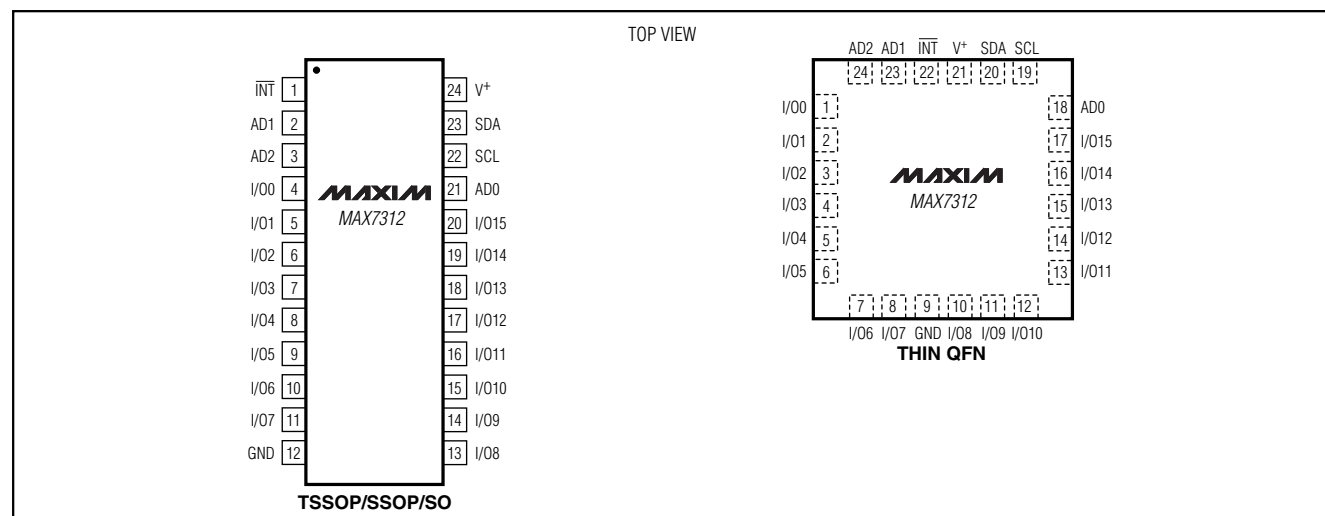 TOP VIEW
INT 1 24 V+
AD1 2 23 SDA
AD2 3 22 SCL
I/O0 4 21 AD0
I/O1 5 20 I/O15
I/O2 6 19 I/O14
I/O3 7 18 I/O13
I/O4 8 17 I/O12
I/O5 9 16 I/O11
I/O6 10 15 I/O10
I/O7 11 14 I/O9
GND 12 13 I/O8
MAXIM
MAX7312
TSSOP/SSOP/SO
AD2 AD1 INT V+ SDA SCL
24 23 22 21 20 19
I/O0 1 18 AD0
I/O1 2 17 I/O15
I/O2 3 16 I/O14
I/O3 4 15 I/O13
I/O4 5 14 I/O12
I/O5 6 13 I/O11
MAXIM
MAX7312
7 8 9 10 11 12
I/O6 I/O7 GND I/O8 I/O9 I/O10
THIN QFN